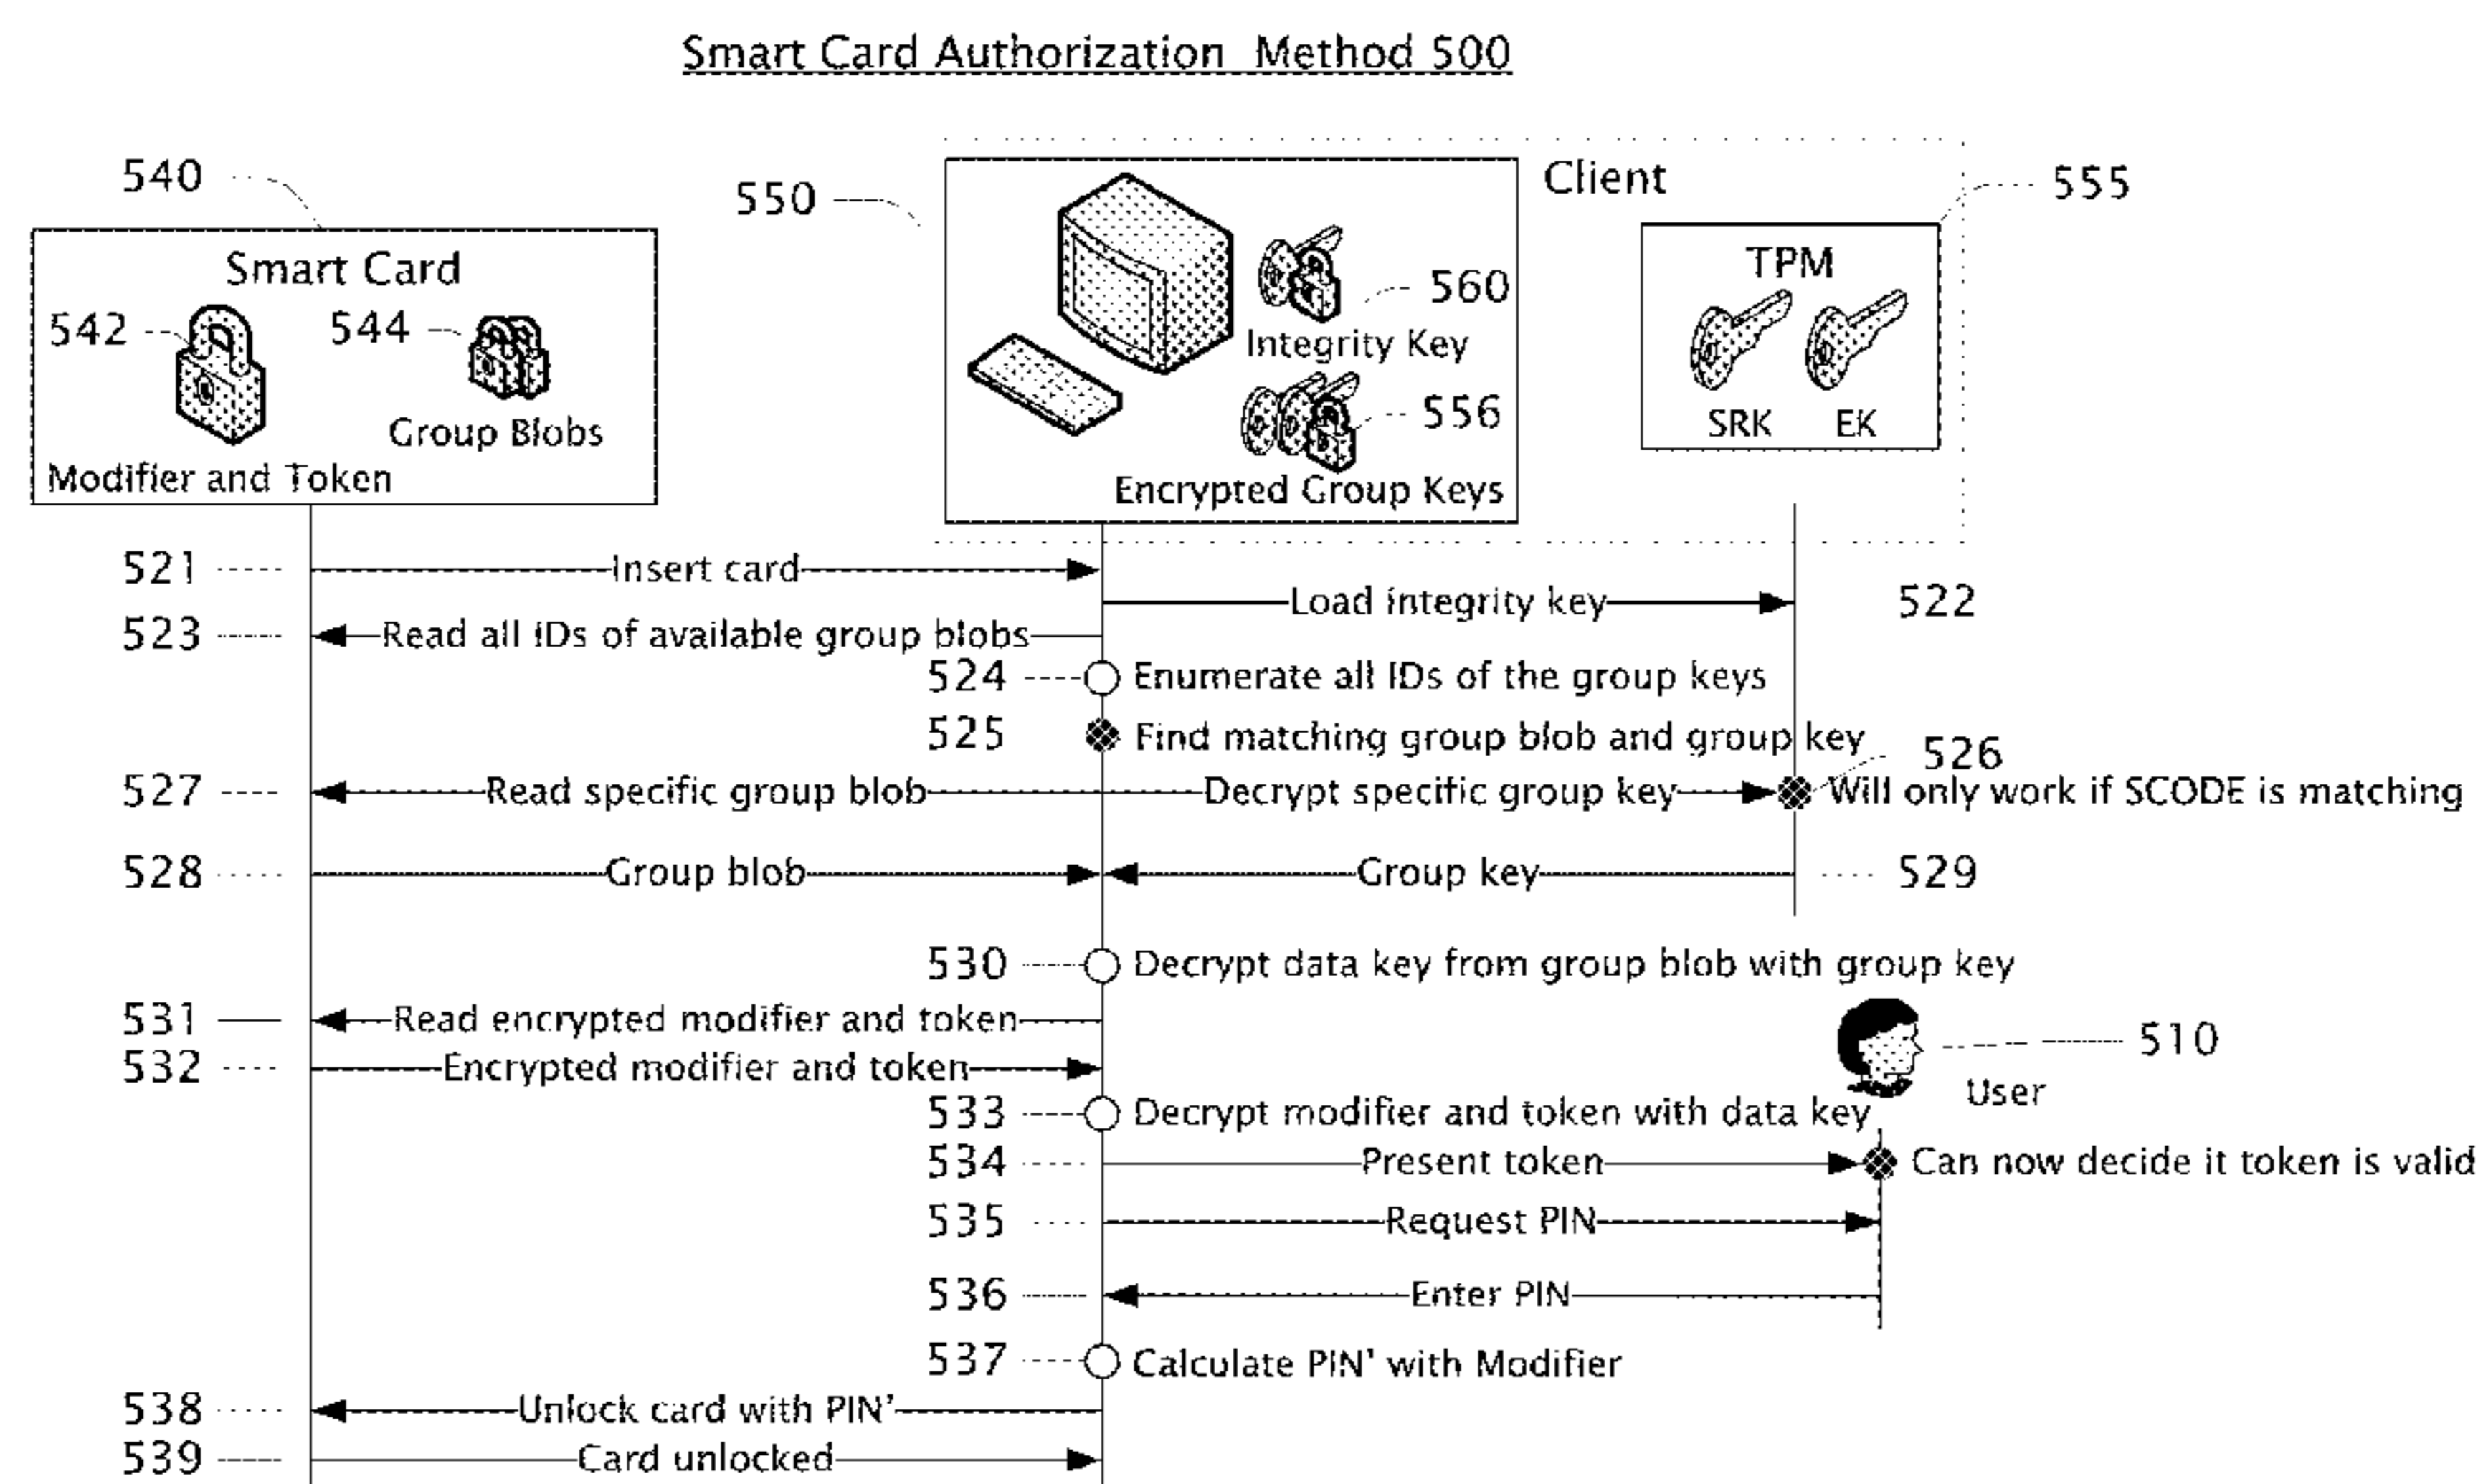 Smart Card Authorization Method 500
540
550
Client
555
Smart Card
542
544
Group Blobs
Modifier and Token
560
Integrity Key
556
Encrypted Group Keys
TPM
SRK EK
521 Insert card
Load integrity key 522
523 Read all IDs of available group blobs
524 Enumerate all IDs of the group keys
525 Find matching group blob and group key
526
527 Read specific group blob Decrypt specific group key Will only work if SCODE is matching
528 Group blob Group key 529
530 Decrypt data key from group blob with group key
531 Read encrypted modifier and token
510
User
532 Encrypted modifier and token
533 Decrypt modifier and token with data key
534 Present token Can now decide it token is valid
535 Request PIN
536 Enter PIN
537 Calculate PIN' with Modifier
538 Unlock card with PIN'
539 Card unlocked